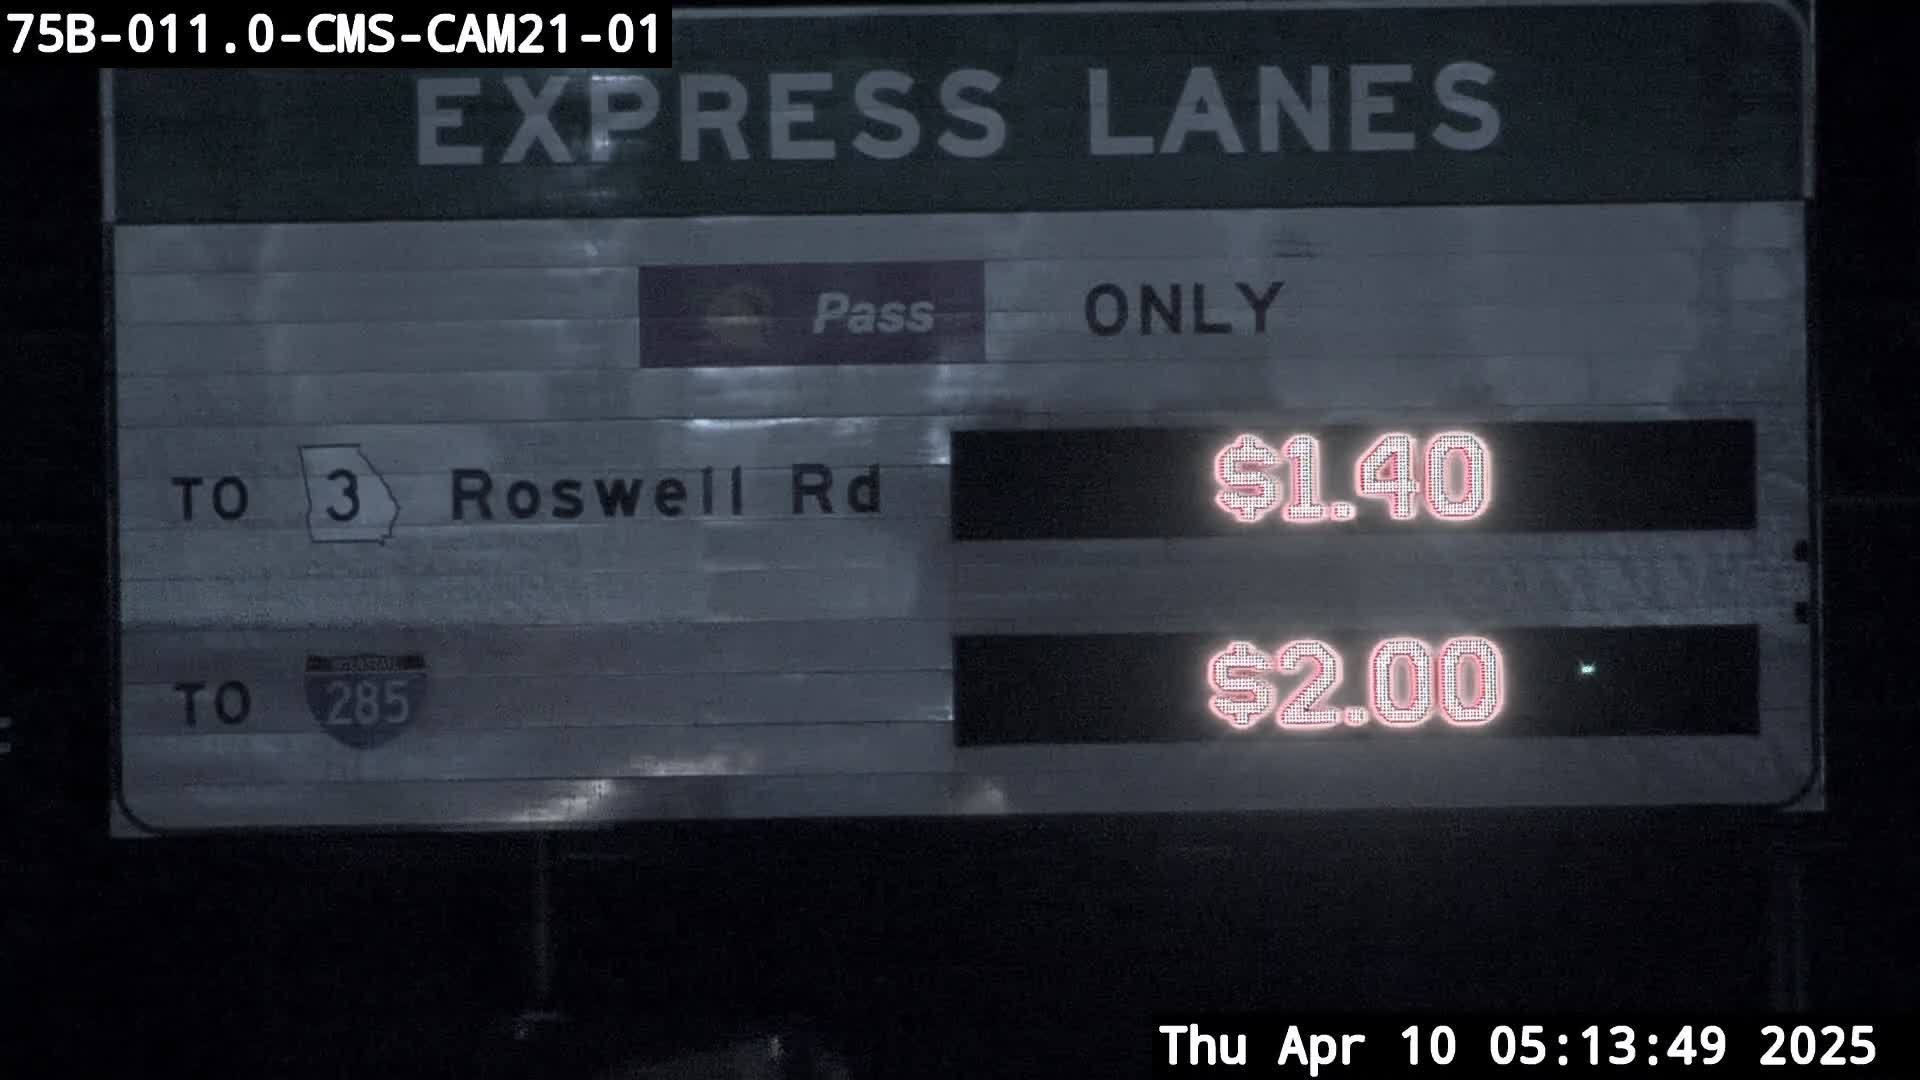 75B-011.0-CMS-CAM21-01
EXPRESS LANES
Pass ONLY
TO 3 Roswell Rd $1.40
INTERSTATE
TO 285 $2.00
Thu Apr 10 05:13:49 2025